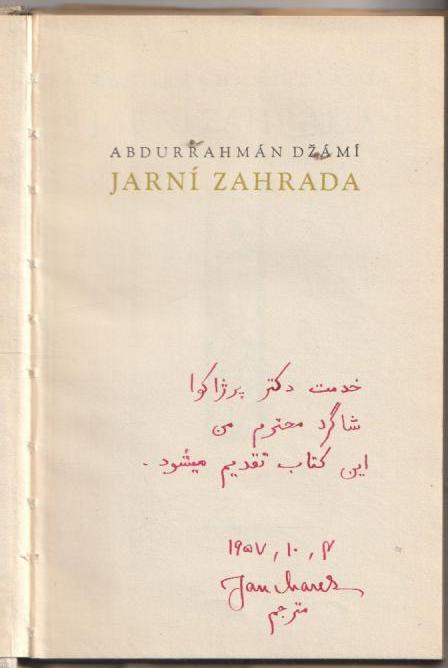 ABDURRAHMÁN DŽÁMÍ
JARNÍ ZAHRADA
خدمت دکتر پرژاکوا
شاگرد محترم من
این کتاب تقدیم میشود.
۱۹۵۷, ۱۰, ۴
Jan Mareš
مترجم